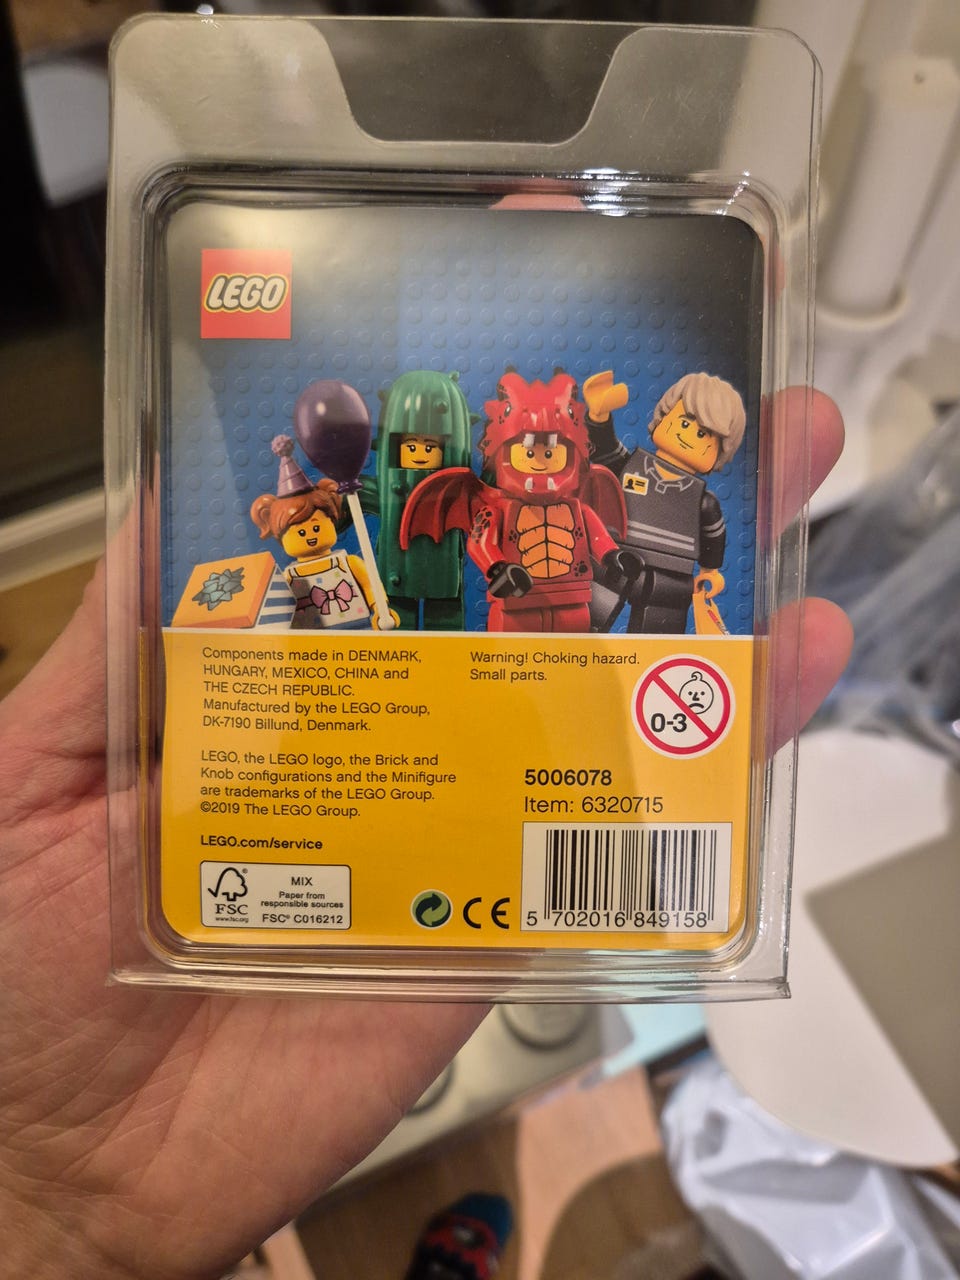 LEGO
Components made in DENMARK,
HUNGARY, MEXICO, CHINA and
THE CZECH REPUBLIC.
Manufactured by the LEGO Group,
DK-7190 Billund, Denmark.
LEGO, the LEGO logo, the Brick and
Knob configurations and the Minifigure
are trademarks of the LEGO Group.
©2019 The LEGO Group.
LEGO.com/service
FSC
www.fsc.org
MIX
Paper from
responsible sources
FSC® C016212
Warning! Choking hazard.
Small parts.
0-3
5006078
Item: 6320715
CE
5 702016 849158